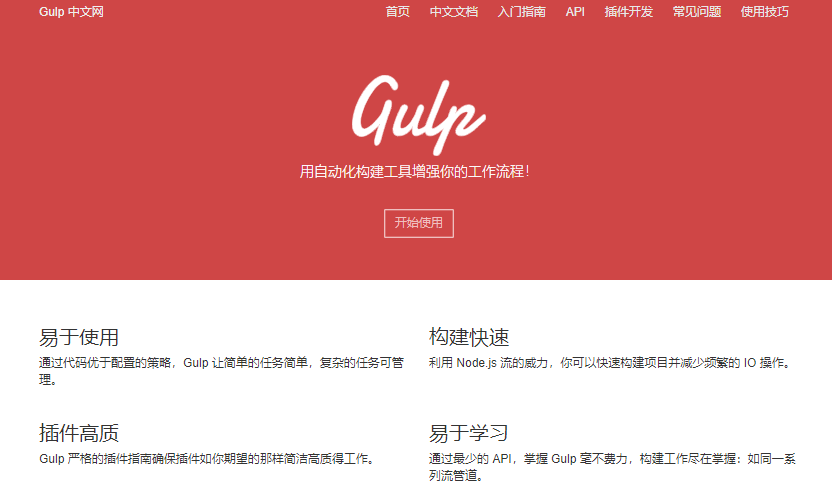 Gulp 中文网 首页 中文文档 入门指南 API 插件开发 常见问题 使用技巧
Gulp
用自动化构建工具增强你的工作流程！
开始使用
易于使用
通过代码优于配置的策略，Gulp 让简单的任务简单，复杂的任务可管
理。
构建快速
利用 Node.js 流的威力，你可以快速构建项目并减少频繁的 IO 操作。
插件高质
Gulp 严格的插件指南确保插件如你期望的那样简洁高质得工作。
易于学习
通过最少的 API，掌握 Gulp 毫不费力，构建工作尽在掌握：如同一系
列流管道。